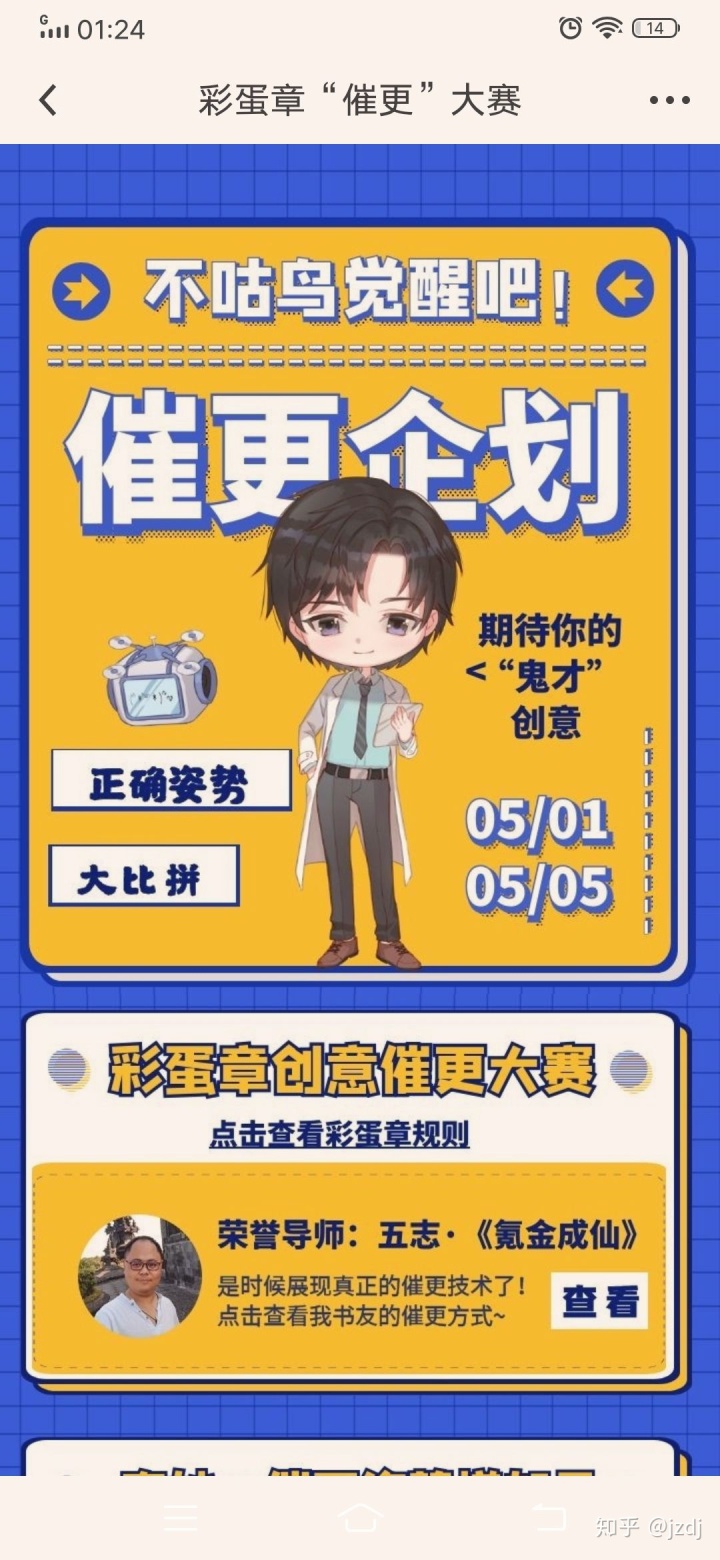 G
01:24
14
彩蛋章“催更”大赛
不咕鸟觉醒吧！
催更企划
期待你的
<“鬼才”
创意
正确姿势
大比拼
05/01
05/05
彩蛋章创意催更大赛
点击查看彩蛋章规则
荣誉导师：五志·《氪金成仙》
是时候展现真正的催更技术了！
点击查看我书友的催更方式~
查看
知乎 @jzdj